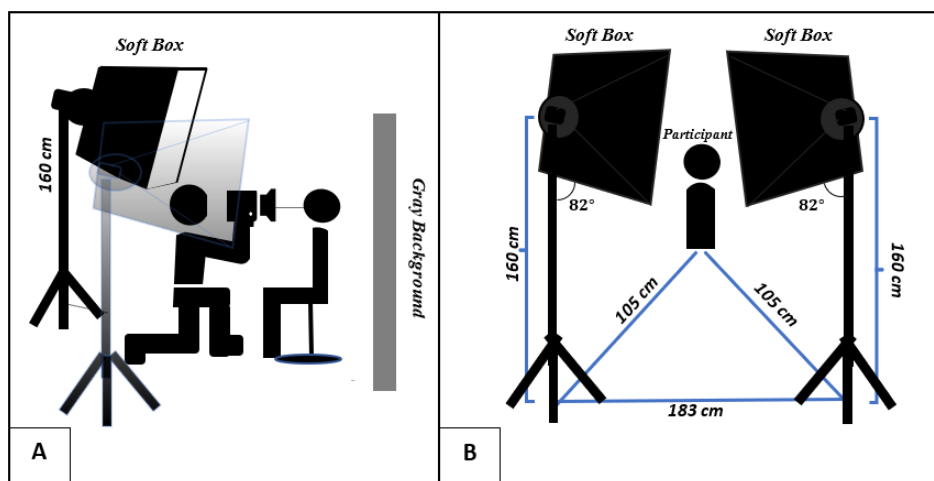 Soft Box
160 cm
Gray Background
A
Soft Box
Soft Box
Participant
82°
82°
160 cm
160 cm
105 cm
105 cm
183 cm
B